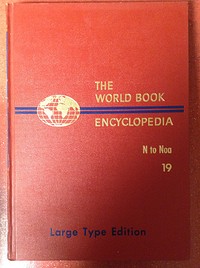 THE
WORLD BOOK
ENCYCLOPEDIA
N to Noa
19
Large Type Edition